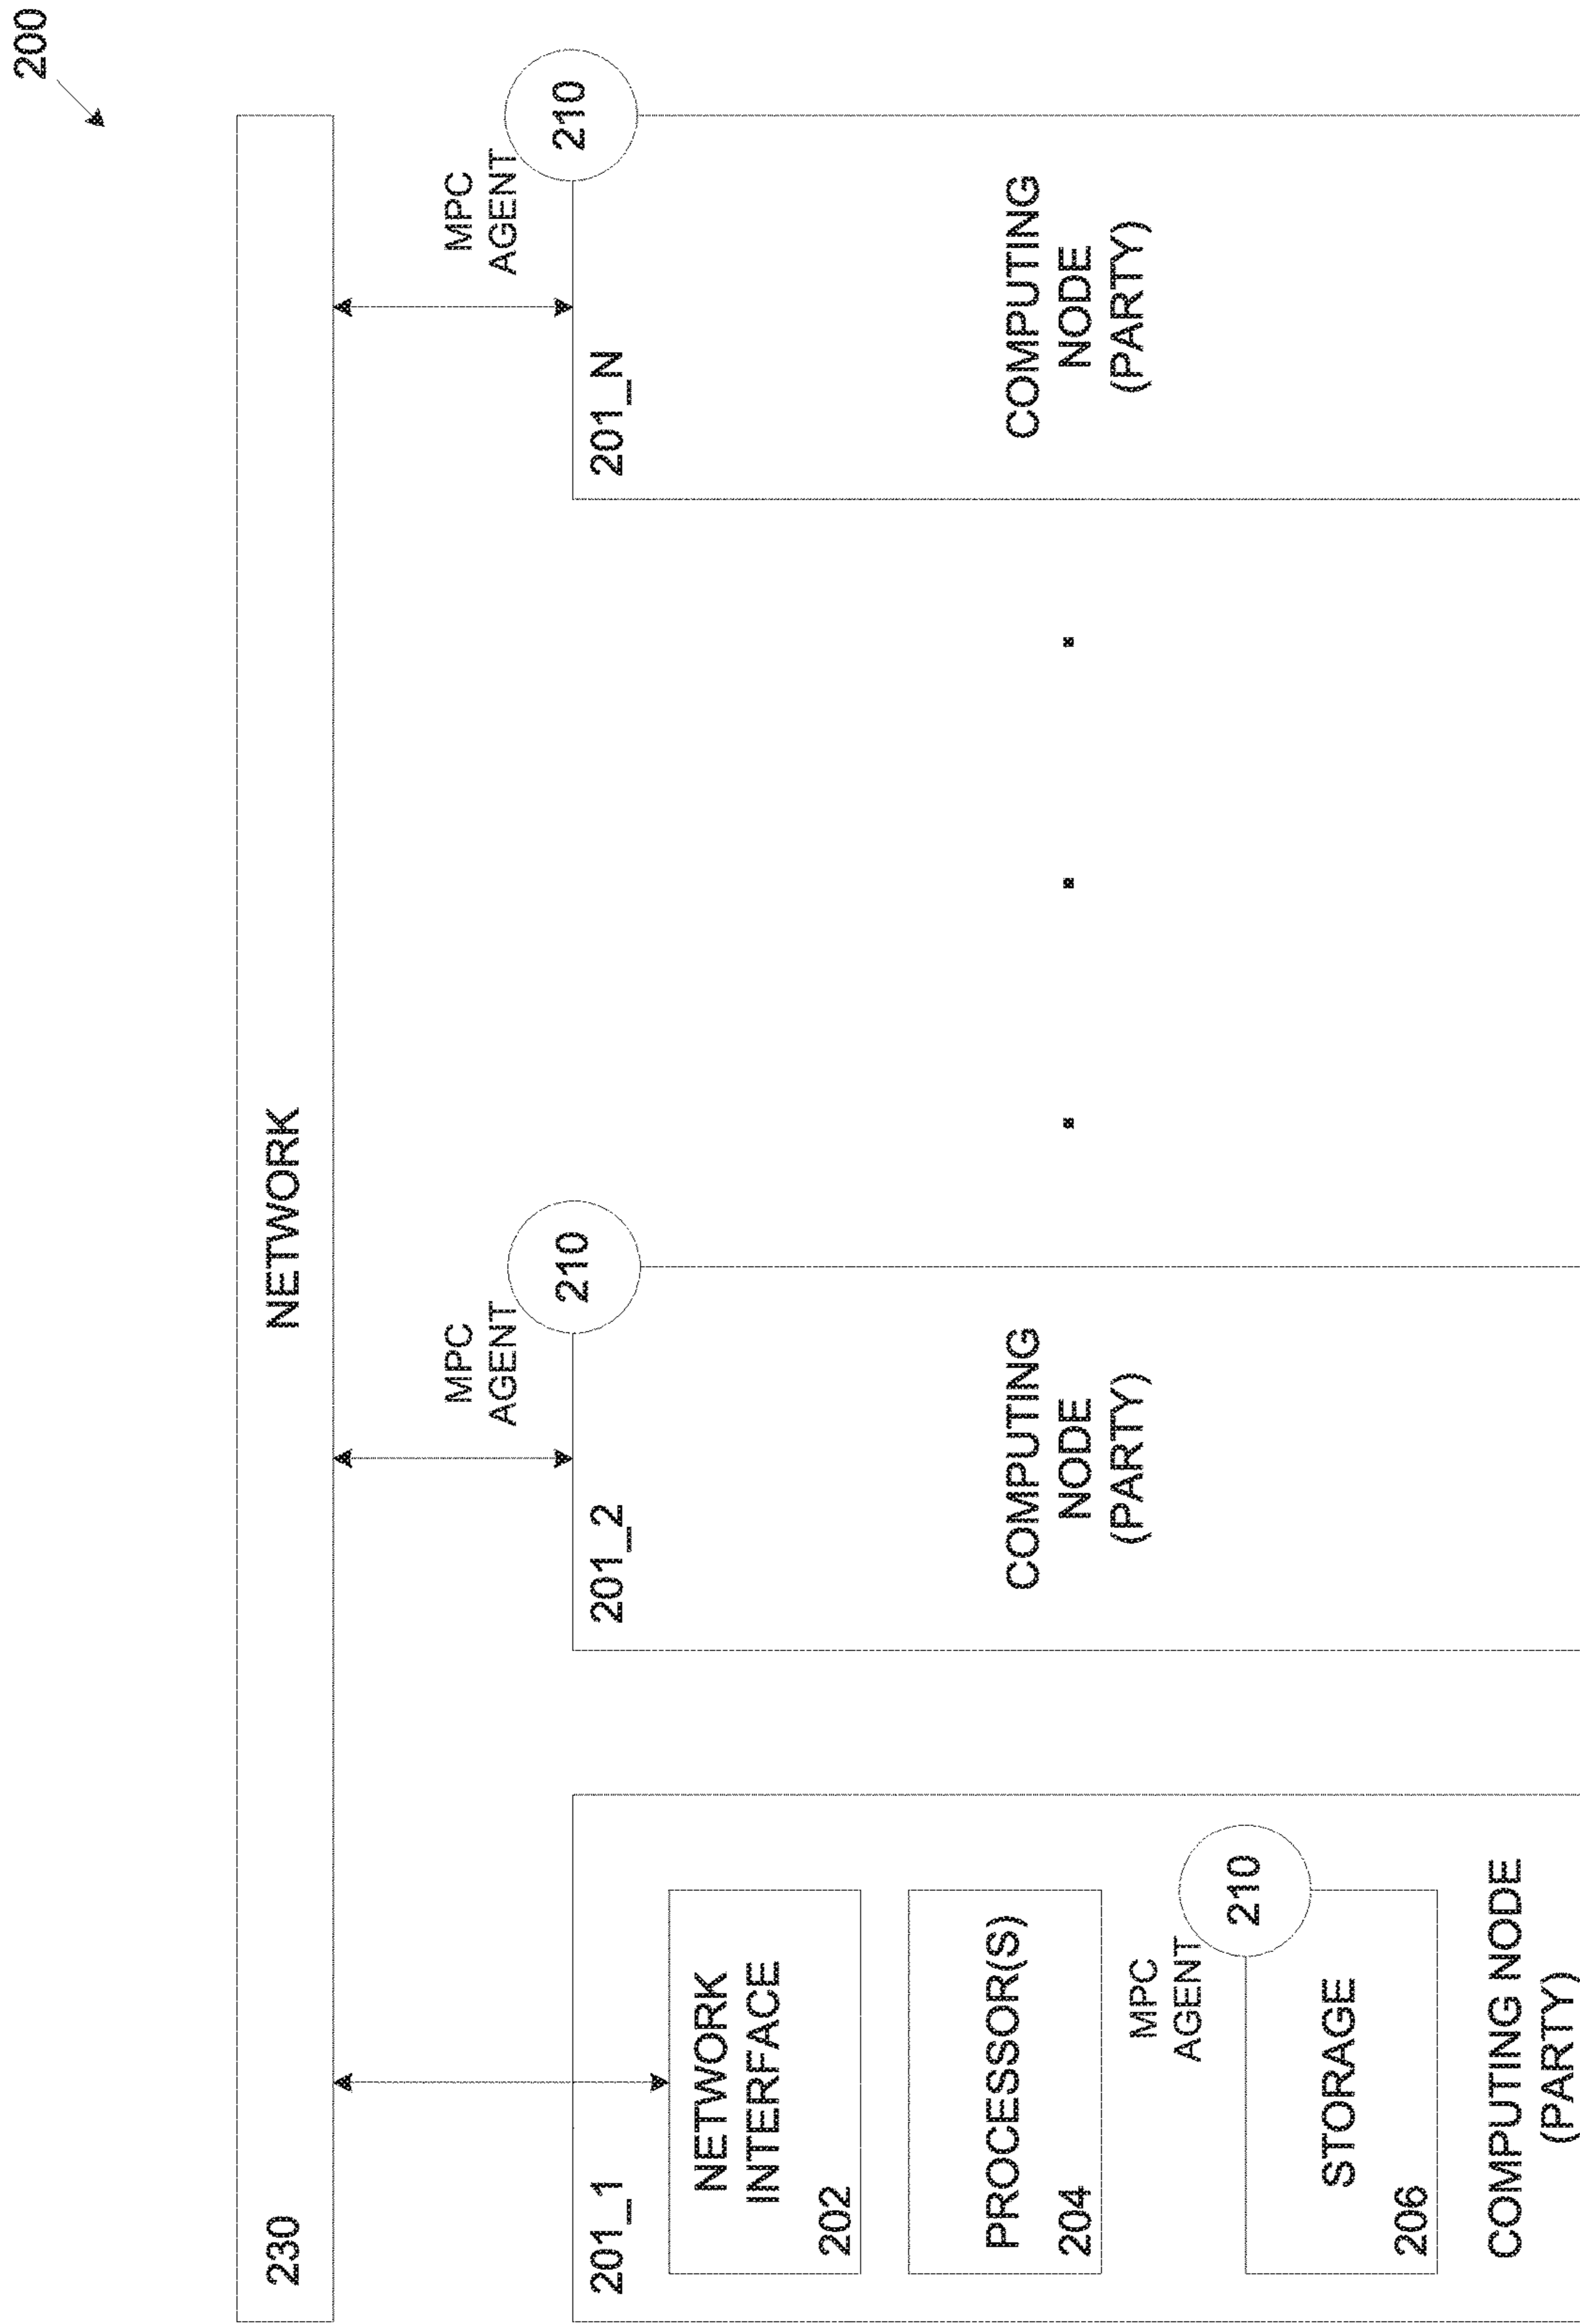 200
230
NETWORK
201_1
NETWORK
INTERFACE
202
PROCESSOR(S)
204
MPC
AGENT
210
STORAGE
206
COMPUTING NODE
(PARTY)
MPC
AGENT
210
201_2
COMPUTING
NODE
(PARTY)
MPC
AGENT
210
201_N
COMPUTING
NODE
(PARTY)